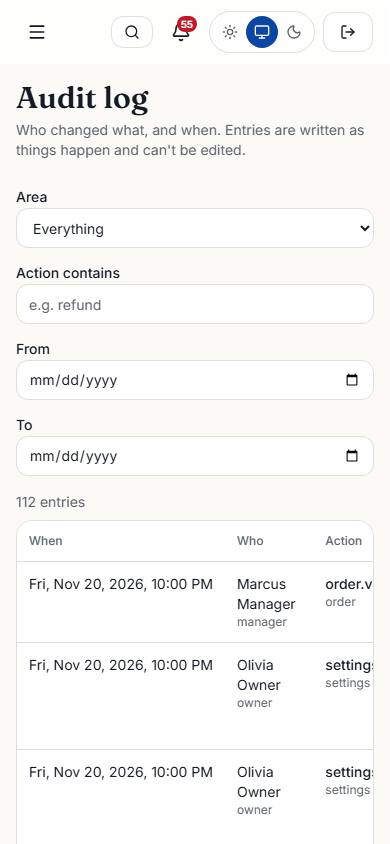 55
Audit log
Who changed what, and when. Entries are written as
things happen and can't be edited.
Area
Everything
Action contains
e.g. refund
From
mm/dd/yyyy
To
mm/dd/yyyy
112 entries
When Who Action
Fri, Nov 20, 2026, 10:00 PM Marcus Manager order.v
manager order
Fri, Nov 20, 2026, 10:00 PM Olivia Owner settings
owner settings
Fri, Nov 20, 2026, 10:00 PM Olivia Owner settings
owner settings